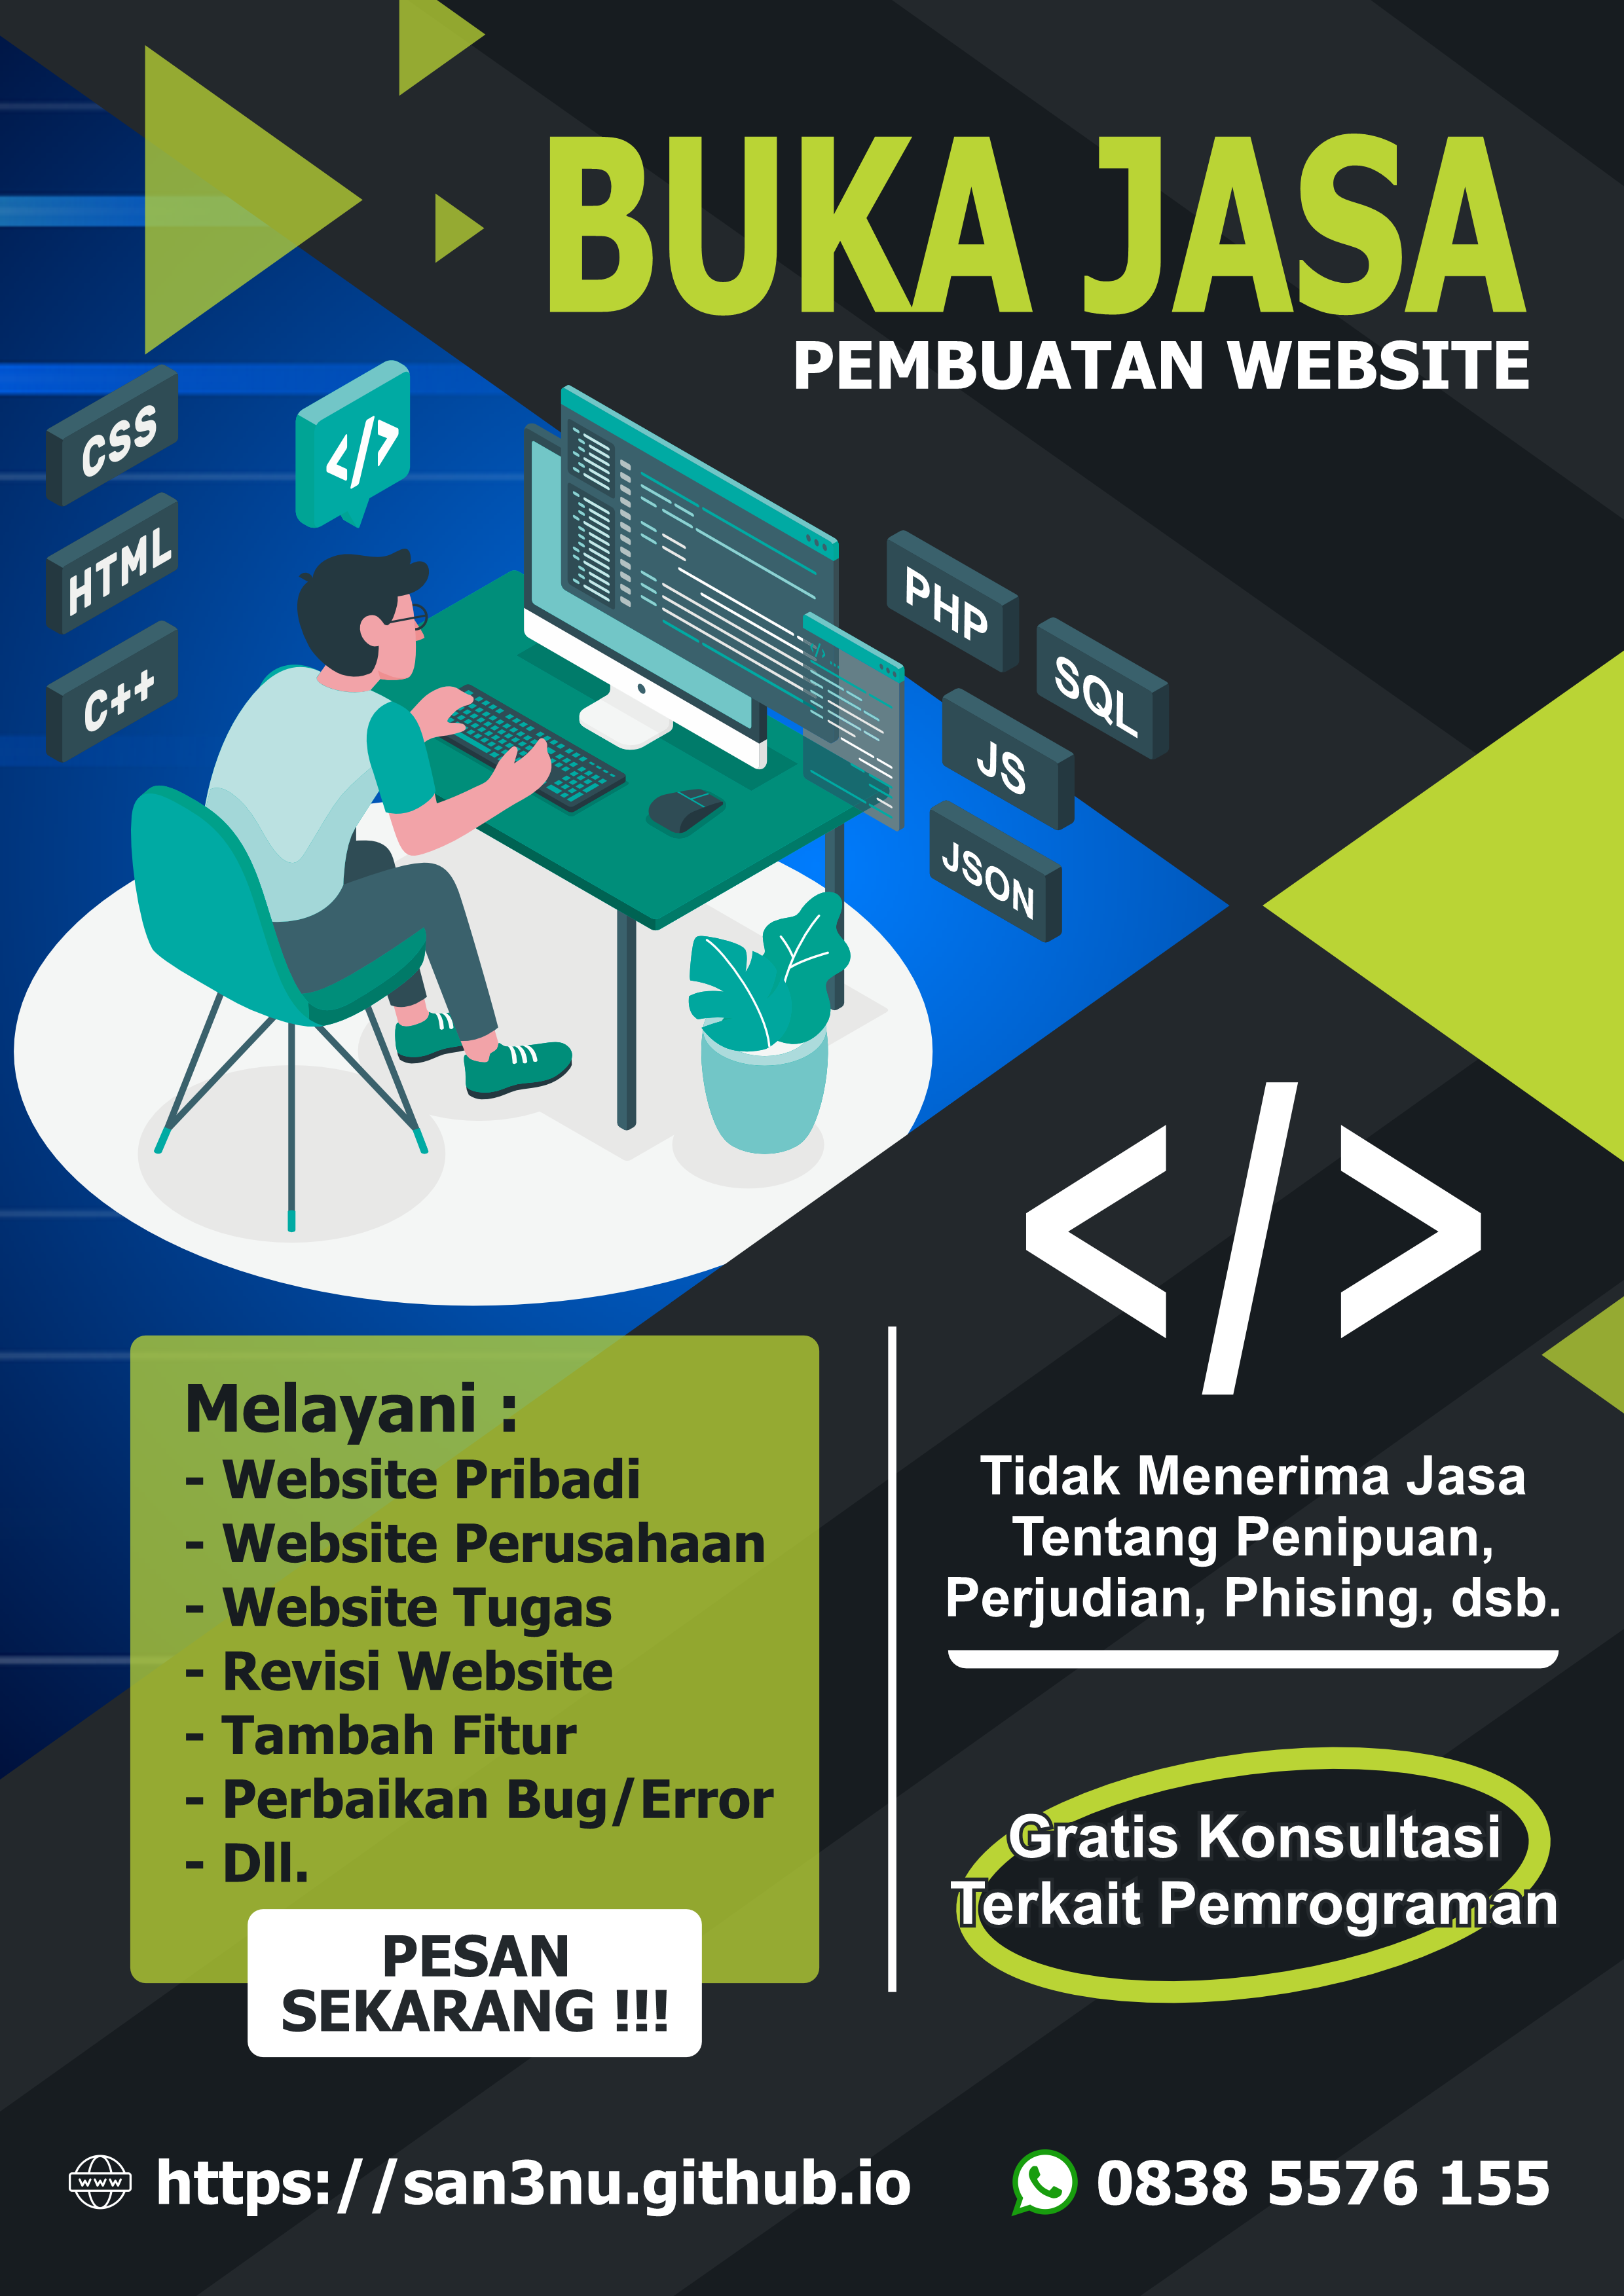 BUKA JASA
PEMBUATAN WEBSITE
CSS
</>
HTML
C++
PHP
SQL
JS
JSON
</>
Melayani :
- Website Pribadi
- Website Perusahaan
- Website Tugas
- Revisi Website
- Tambah Fitur
- Perbaikan Bug/Error
- Dll.
PESAN
SEKARANG !!!
Tidak Menerima Jasa
Tentang Penipuan,
Perjudian, Phising, dsb.
Gratis Konsultasi
Terkait Pemrograman
WWW
https://san3nu.github.io
0838 5576 155